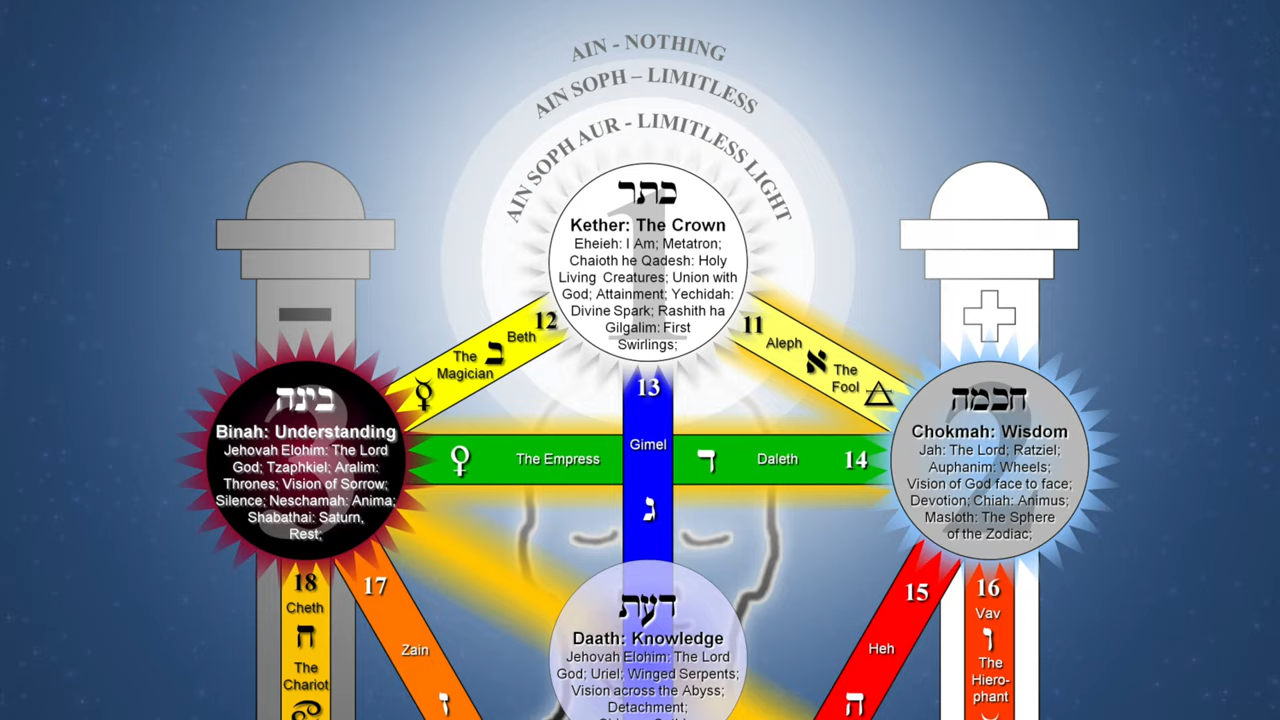 AIN - NOTHING
AIN SOPH – LIMITLESS
AIN SOPH AUR - LIMITLESS LIGHT
1
כתר
Kether: The Crown
Eheieh: I Am; Metatron;
Chaioth he Qadesh: Holy
Living Creatures; Union with
God; Attainment; Yechidah:
Divine Spark; Rashith ha
Gilgalim: First
Swirlings;
12
Beth
ב
The
Magician
11
Aleph
א
The
Fool
13
Gimel
ג
3
בינה
Binah: Understanding
Jehovah Elohim: The Lord
God; Tzaphkiel; Aralim:
Thrones; Vision of Sorrow;
Silence; Neschamah: Anima;
Shabathai: Saturn,
Rest;
The Empress
ד
Daleth
14
2
חכמה
Chokmah: Wisdom
Jah: The Lord; Ratziel;
Auphanim: Wheels;
Vision of God face to face;
Devotion; Chiah: Animus;
Masloth: The Sphere
of the Zodiac;
18
Cheth
ח
The
Chariot
17
Zain
ז
דעת
Daath: Knowledge
Jehovah Elohim: The Lord
God; Uriel; Winged Serpents;
Vision across the Abyss;
Detachment;
15
Heh
ה
16
Vav
ו
The
Hiero-
phant